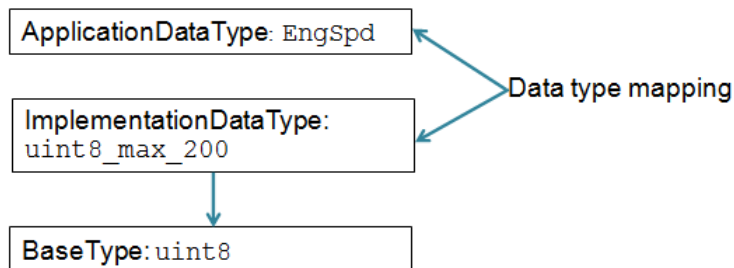 ApplicationDataType: EngSpd
Data type mapping
ImplementationDataType:
uint8_max_200
BaseType: uint8